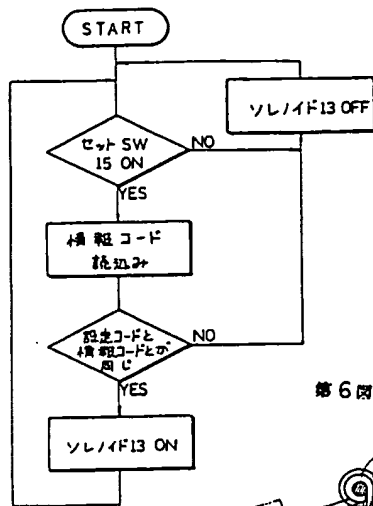 START
ソレノイド13 OFF
セットSW
15 ON
NO
YES
情報コード
読込み
設定コードと
情報コードとが
同じ
NO
YES
第6図
ソレノイド13 ON